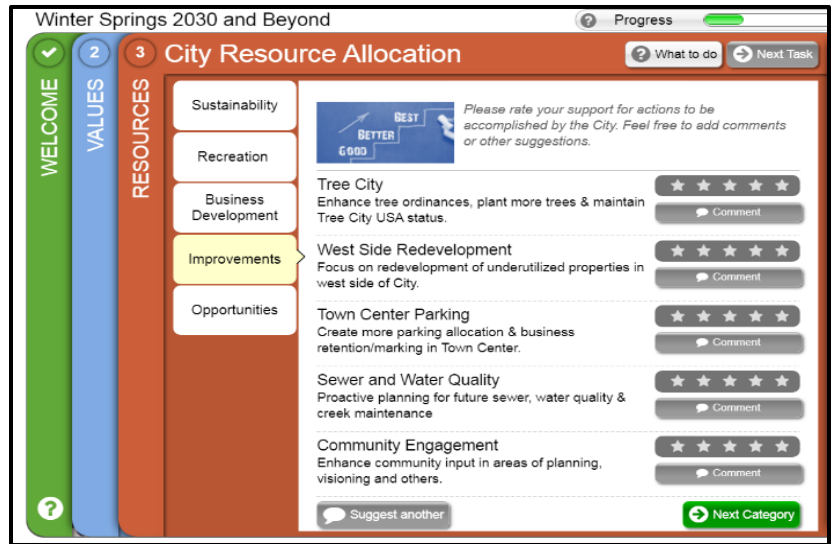 Winter Springs 2030 and Beyond
? Progress
WELCOME
?
2
VALUES
3
RESOURCES
City Resource Allocation
? What to do
Next Task
Sustainability
Recreation
Business
Development
Improvements
Opportunities
BEST
BETTER
GOOD
Please rate your support for actions to be
accomplished by the City. Feel free to add comments
or other suggestions.
Tree City
Enhance tree ordinances, plant more trees & maintain
Tree City USA status.
Comment
West Side Redevelopment
Focus on redevelopment of underutilized properties in
west side of City.
Comment
Town Center Parking
Create more parking allocation & business
retention/marking in Town Center.
Comment
Sewer and Water Quality
Proactive planning for future sewer, water quality &
creek maintenance
Comment
Community Engagement
Enhance community input in areas of planning,
visioning and others.
Comment
Suggest another
Next Category